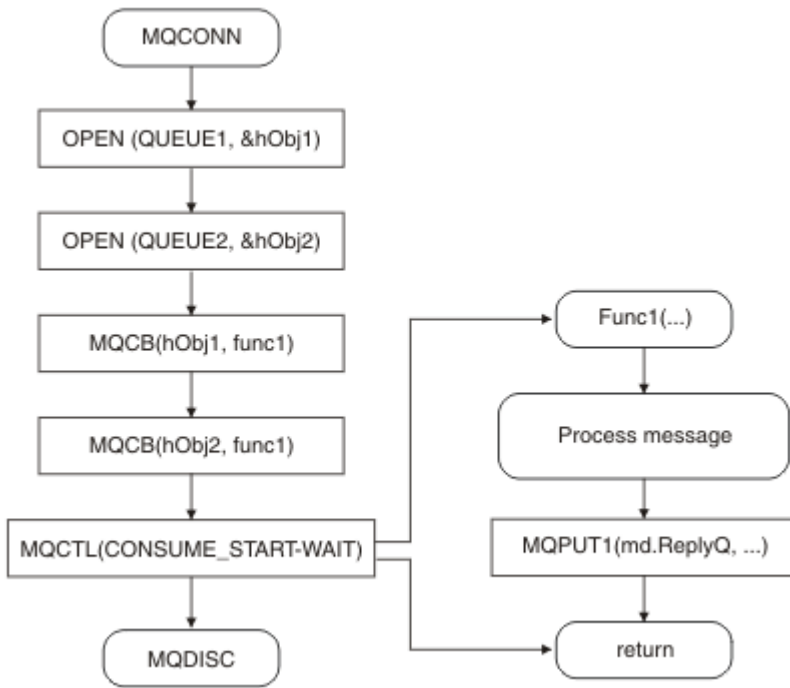 MQCONN
OPEN (QUEUE1, &hObj1)
OPEN (QUEUE2, &hObj2)
MQCB(hObj1, func1)
MQCB(hObj2, func1)
MQCTL(CONSUME_START-WAIT)
MQDISC
Func1(...)
Process message
MQPUT1(md.ReplyQ, ...)
return